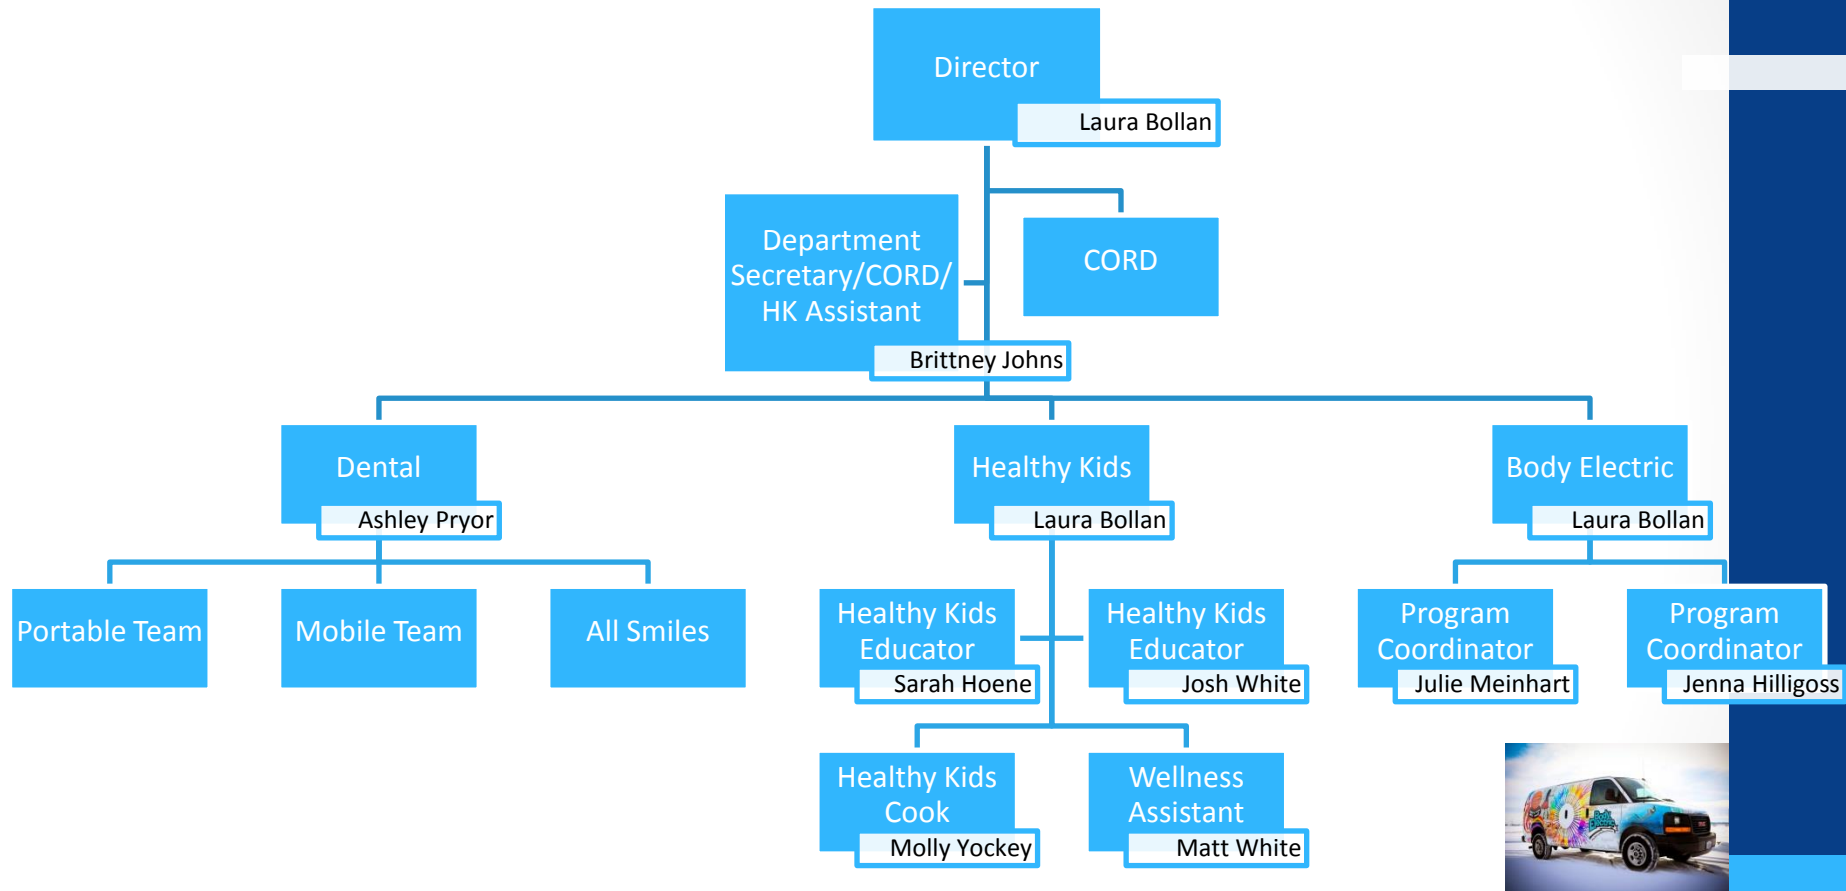 Director
Laura Bollan
Department
Secretary/CORD/
HK Assistant
Brittney Johns
CORD
Dental
Ashley Pryor
Healthy Kids
Laura Bollan
Body Electric
Laura Bollan
Portable Team
Mobile Team
All Smiles
Healthy Kids
Educator
Sarah Hoene
Healthy Kids
Educator
Josh White
Program
Coordinator
Julie Meinhart
Program
Coordinator
Jenna Hilligoss
Healthy Kids
Cook
Molly Yockey
Wellness
Assistant
Matt White
Body
Electric